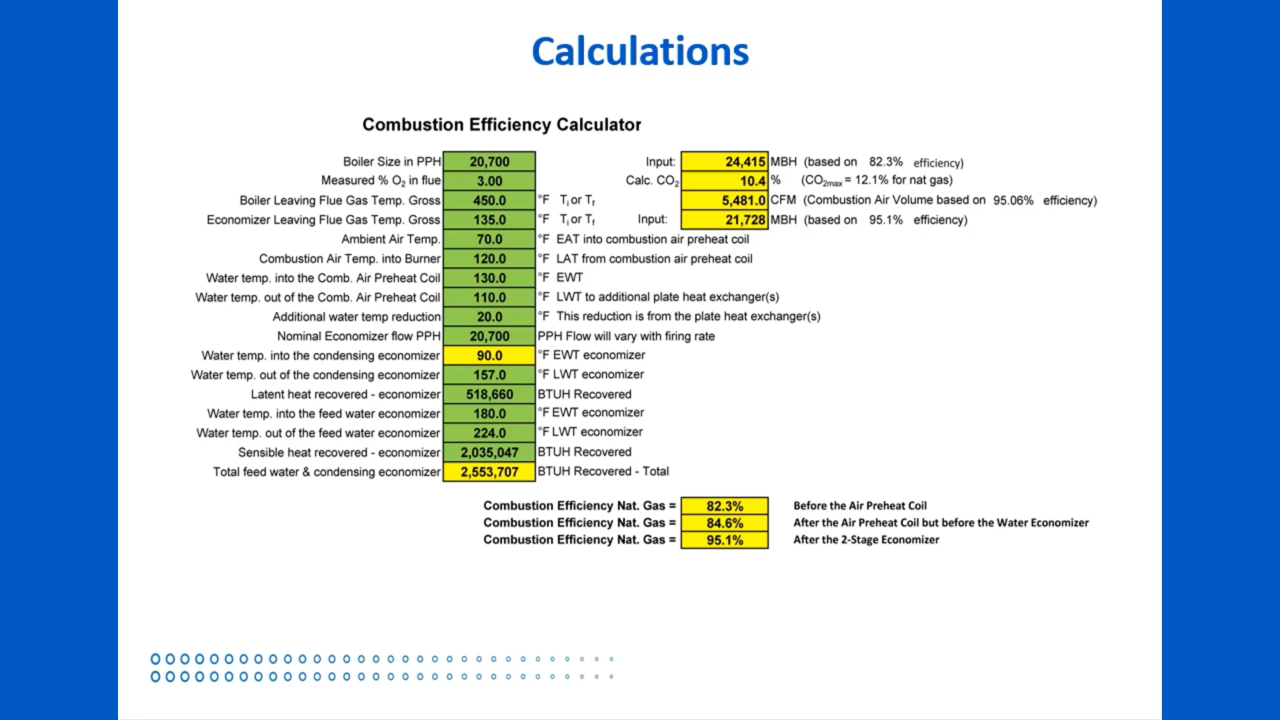 Calculations
Combustion Efficiency Calculator
Boiler Size in PPH 20,700 Input: 24,415 MBH (based on 82.3% efficiency)
Measured % O2 in flue 3.00 Calc. CO2 10.4 % (CO2max = 12.1% for nat gas)
Boiler Leaving Flue Gas Temp. Gross 450.0 °F Ti or Tf 5,481.0 CFM (Combustion Air Volume based on 95.06% efficiency)
Economizer Leaving Flue Gas Temp. Gross 135.0 °F Ti or Tf Input: 21,728 MBH (based on 95.1% efficiency)
Ambient Air Temp. 70.0 °F EAT into combustion air preheat coil
Combustion Air Temp. into Burner 120.0 °F LAT from combustion air preheat coil
Water temp. into the Comb. Air Preheat Coil 130.0 °F EWT
Water temp. out of the Comb. Air Preheat Coil 110.0 °F LWT to additional plate heat exchanger(s)
Additional water temp reduction 20.0 °F This reduction is from the plate heat exchanger(s)
Nominal Economizer flow PPH 20,700 PPH Flow will vary with firing rate
Water temp. into the condensing economizer 90.0 °F EWT economizer
Water temp. out of the condensing economizer 157.0 °F LWT economizer
Latent heat recovered - economizer 518,660 BTUH Recovered
Water temp. into the feed water economizer 180.0 °F EWT economizer
Water temp. out of the feed water economizer 224.0 °F LWT economizer
Sensible heat recovered - economizer 2,035,047 BTUH Recovered
Total feed water & condensing economizer 2,553,707 BTUH Recovered - Total
Combustion Efficiency Nat. Gas = 82.3% Before the Air Preheat Coil
Combustion Efficiency Nat. Gas = 84.6% After the Air Preheat Coil but before the Water Economizer
Combustion Efficiency Nat. Gas = 95.1% After the 2-Stage Economizer